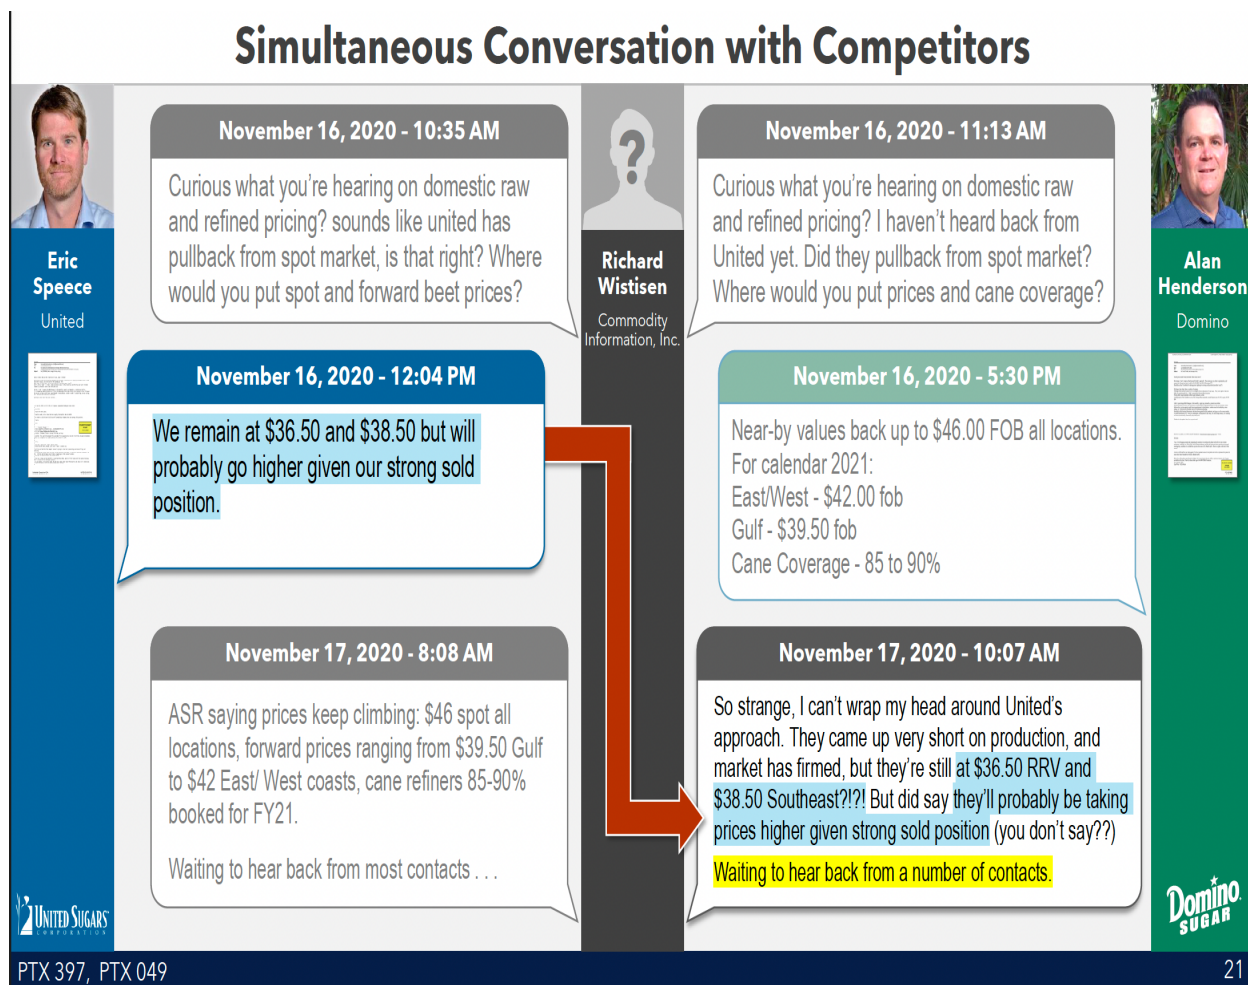 Simultaneous Conversation with Competitors
Eric
Speece
United
November 16, 2020 - 10:35 AM
Curious what you're hearing on domestic raw
and refined pricing? sounds like united has
pullback from spot market, is that right? Where
would you put spot and forward beet prices?
?
Richard
Wistisen
Commodity
Information, Inc.
November 16, 2020 - 11:13 AM
Curious what you're hearing on domestic raw
and refined pricing? I haven't heard back from
United yet. Did they pullback from spot market?
Where would you put prices and cane coverage?
Alan
Henderson
Domino
November 16, 2020 - 12:04 PM
We remain at $36.50 and $38.50 but will
probably go higher given our strong sold
position.
November 16, 2020 - 5:30 PM
Near-by values back up to $46.00 FOB all locations.
For calendar 2021:
East/West - $42.00 fob
Gulf - $39.50 fob
Cane Coverage - 85 to 90%
November 17, 2020 - 8:08 AM
ASR saying prices keep climbing: $46 spot all
locations, forward prices ranging from $39.50 Gulf
to $42 East/ West coasts, cane refiners 85-90%
booked for FY21.
Waiting to hear back from most contacts . . .
November 17, 2020 - 10:07 AM
So strange, I can't wrap my head around United's
approach. They came up very short on production, and
market has firmed, but they're still at $36.50 RRV and
$38.50 Southeast?!?! But did say they'll probably be taking
prices higher given strong sold position (you don't say??)
Waiting to hear back from a number of contacts.
UNITED SUGARS
CORPORATION
Domino
SUGAR
PTX 397, PTX 049
21